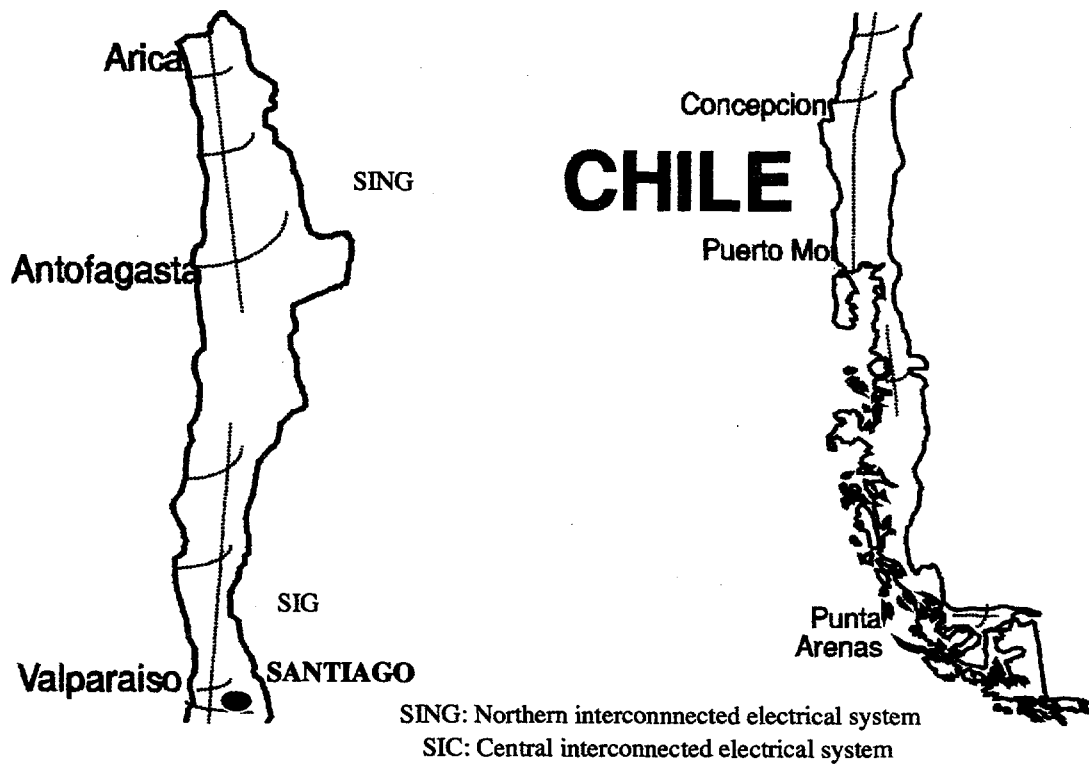 Arica
SING
Antofagasta
SIG
Valparaiso
SANTIAGO
Concepcion
CHILE
Puerto Mo
Punta
Arenas
SING: Northern interconnnected electrical system
SIC: Central interconnected electrical system